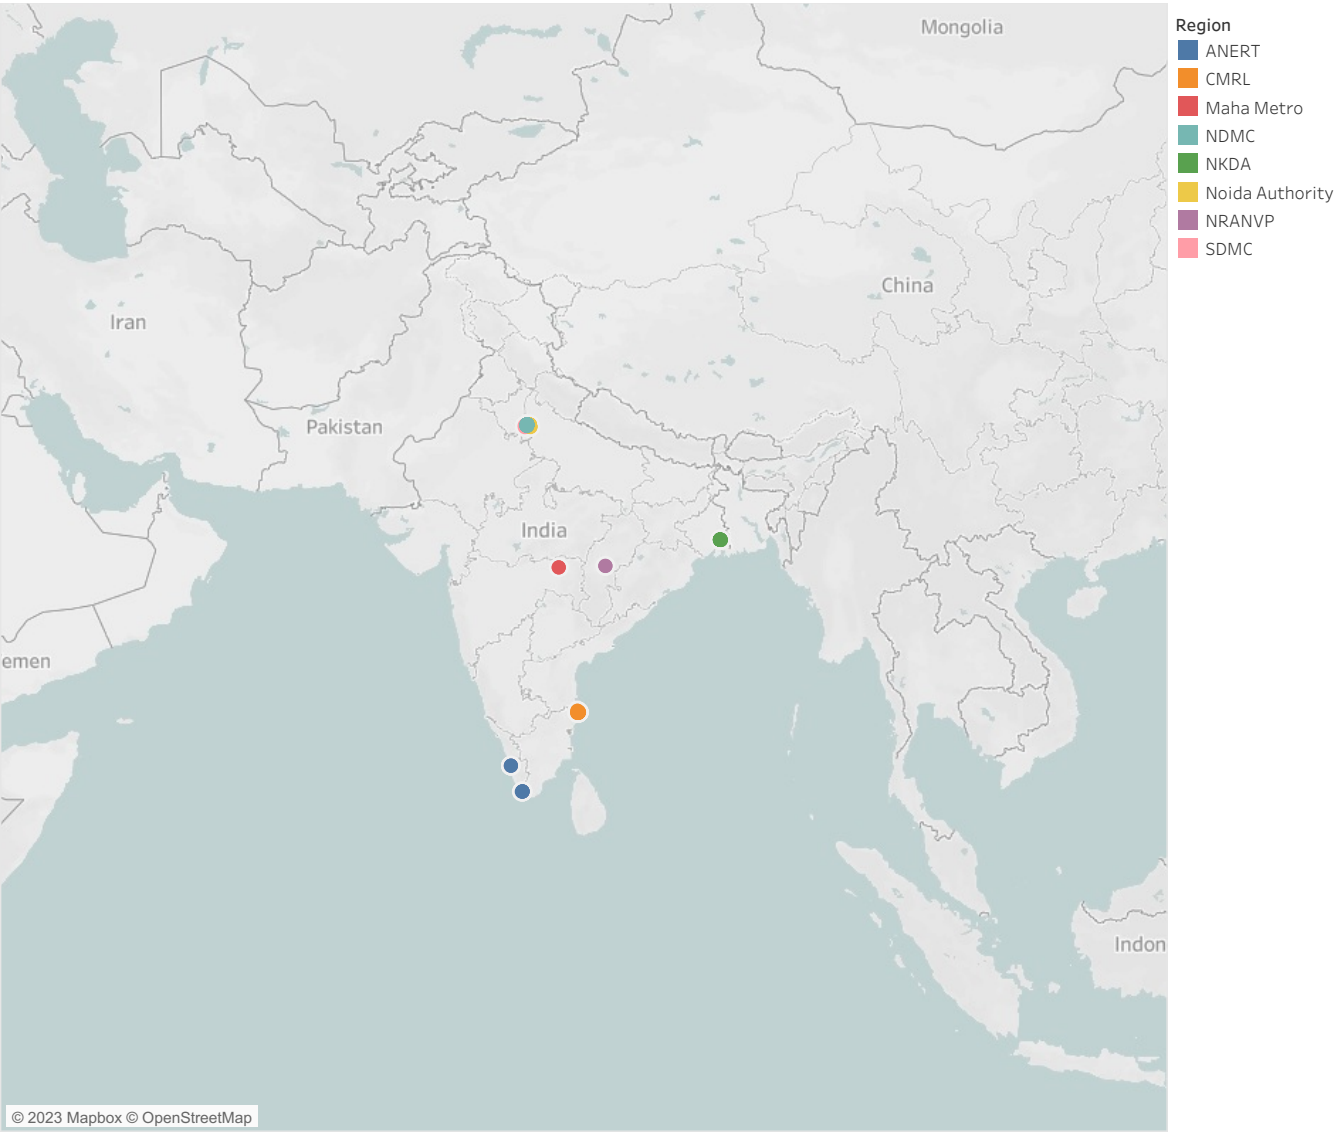 Mongolia
China
Iran
Pakistan
India
emen
Indon
© 2023 Mapbox © OpenStreetMap
Region
ANERT
CMRL
Maha Metro
NDMC
NKDA
Noida Authority
NRANVP
SDMC